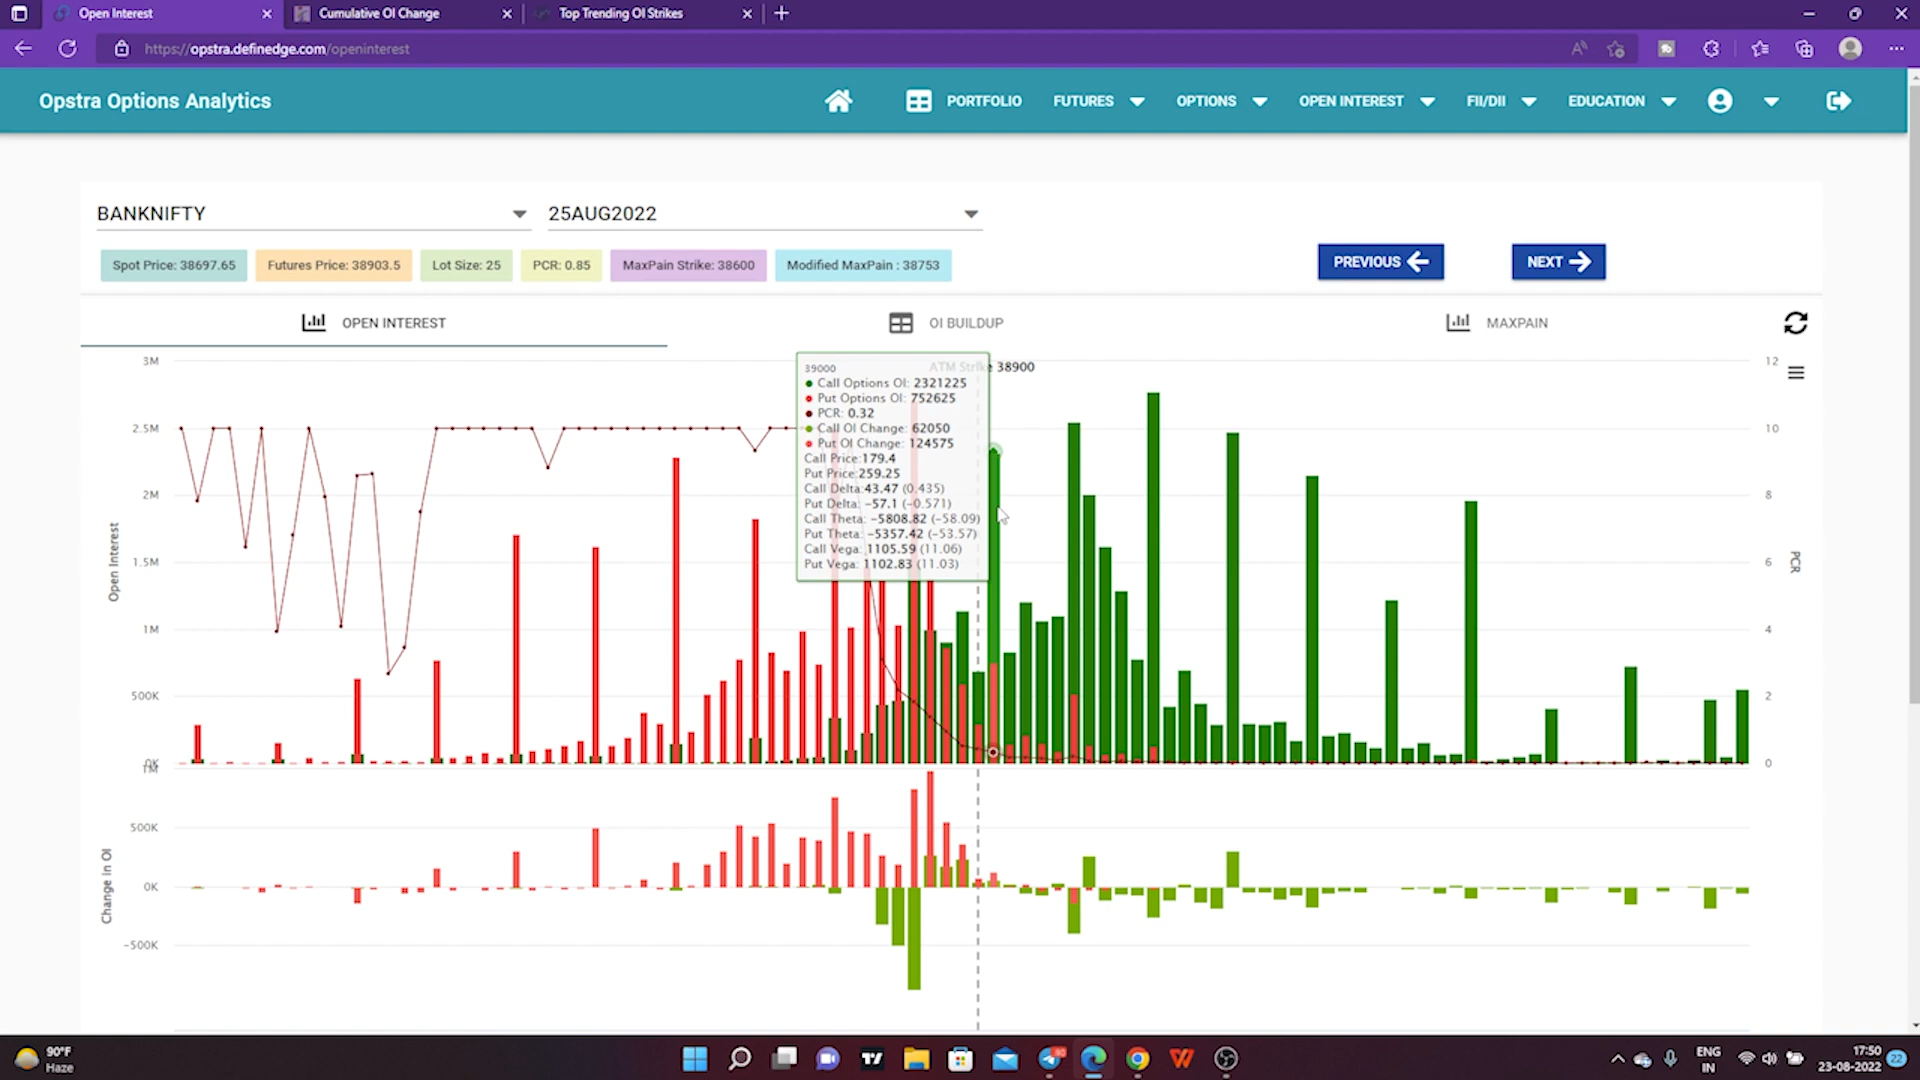 Open Interest
Cumulative OI Change
Top Trending OI Strikes
https://opstra.definedge.com/openinterest
Opstra Options Analytics
PORTFOLIO
FUTURES
OPTIONS
OPEN INTEREST
FII/DII
EDUCATION
BANKNIFTY
25AUG2022
Spot Price: 38697.65
Futures Price: 38903.5
Lot Size: 25
PCR: 0.85
MaxPain Strike: 38600
Modified MaxPain : 38753
PREVIOUS
NEXT
OPEN INTEREST
OI BUILDUP
MAXPAIN
ATM Strike 38900
39000
Call Options OI: 2321225
Put Options OI: 752625
PCR: 0.32
Call OI Change: 62050
Put OI Change: 124575
Call Price:179.4
Put Price:259.25
Call Delta:43.47 (0.435)
Put Delta: -57.1 (-0.571)
Call Theta: -5808.82 (-58.09)
Put Theta: -5357.42 (-53.57)
Call Vega: 1105.59 (11.06)
Put Vega: 1102.83 (11.03)
3M
2.5M
2M
1.5M
1M
500K
0K
Open Interest
12
10
8
6
4
2
0
PCR
1M
500K
0K
-500K
Change in OI
90°F
Haze
ENG
IN
17:50
23-08-2022
22